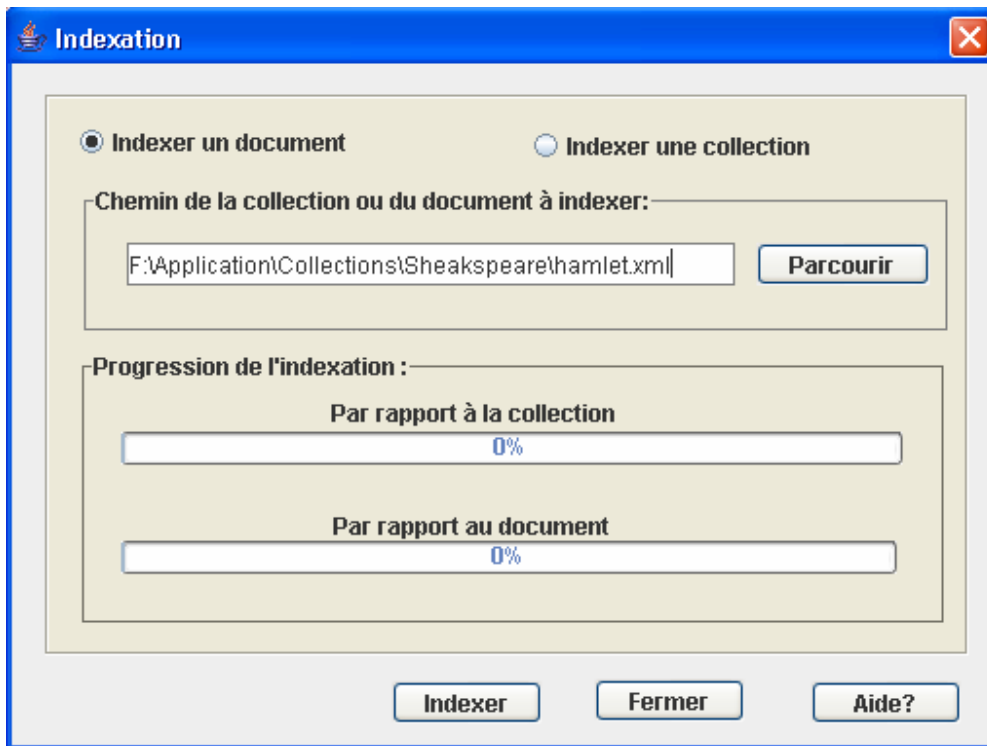 Indexation
Indexer un document
Indexer une collection
Chemin de la collection ou du document à indexer:
F:\Application\Collections\Sheakspeare\hamlet.xml
Parcourir
Progression de l'indexation :
Par rapport à la collection
0%
Par rapport au document
0%
Indexer
Fermer
Aide?